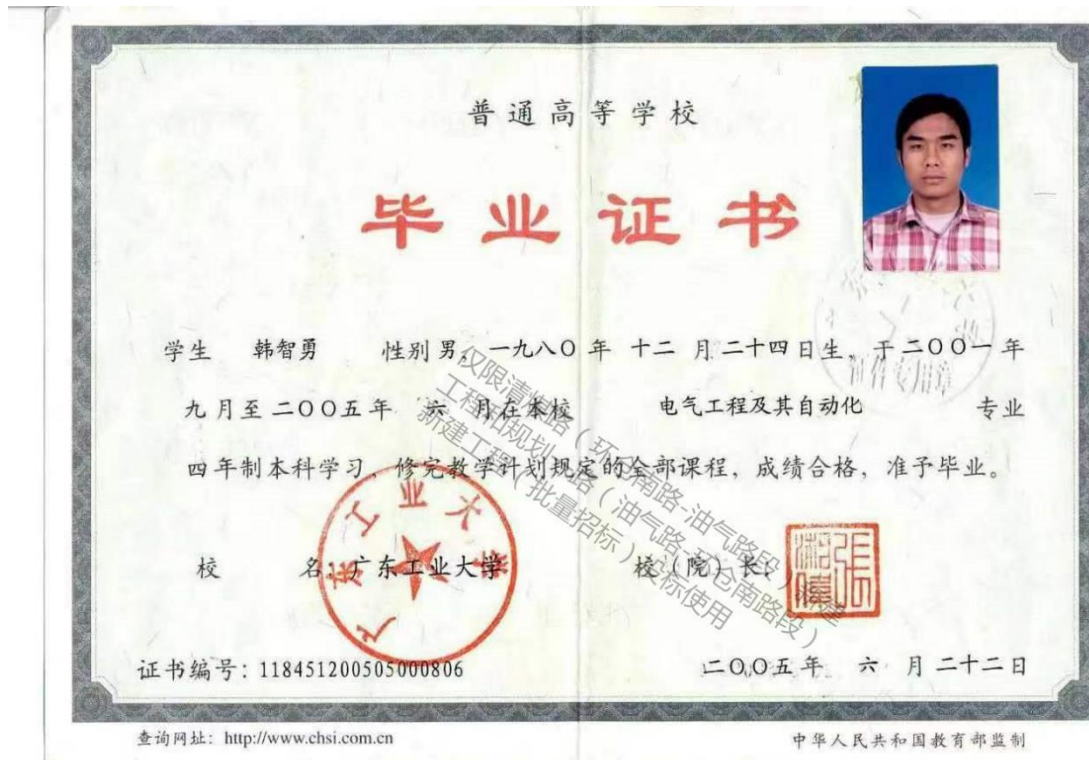 普通高等学校
毕业证书
学生 韩智勇 性别 男, 一九八〇 年 十二 月 二十四 日生, 于二〇〇一 年
九 月至 二〇〇五 年 六 月在本校 电气工程及其自动化 专业
四 年制 本科 学习, 修完教学计划规定的全部课程, 成绩合格, 准予毕业。
校 名: 广东工业大学 校(院)长:
广东工业大学
证书编号: 118451200505000806 二〇〇五 年 六 月 二十二 日
查询网址: http://www.chsi.com.cn 中华人民共和国教育部监制